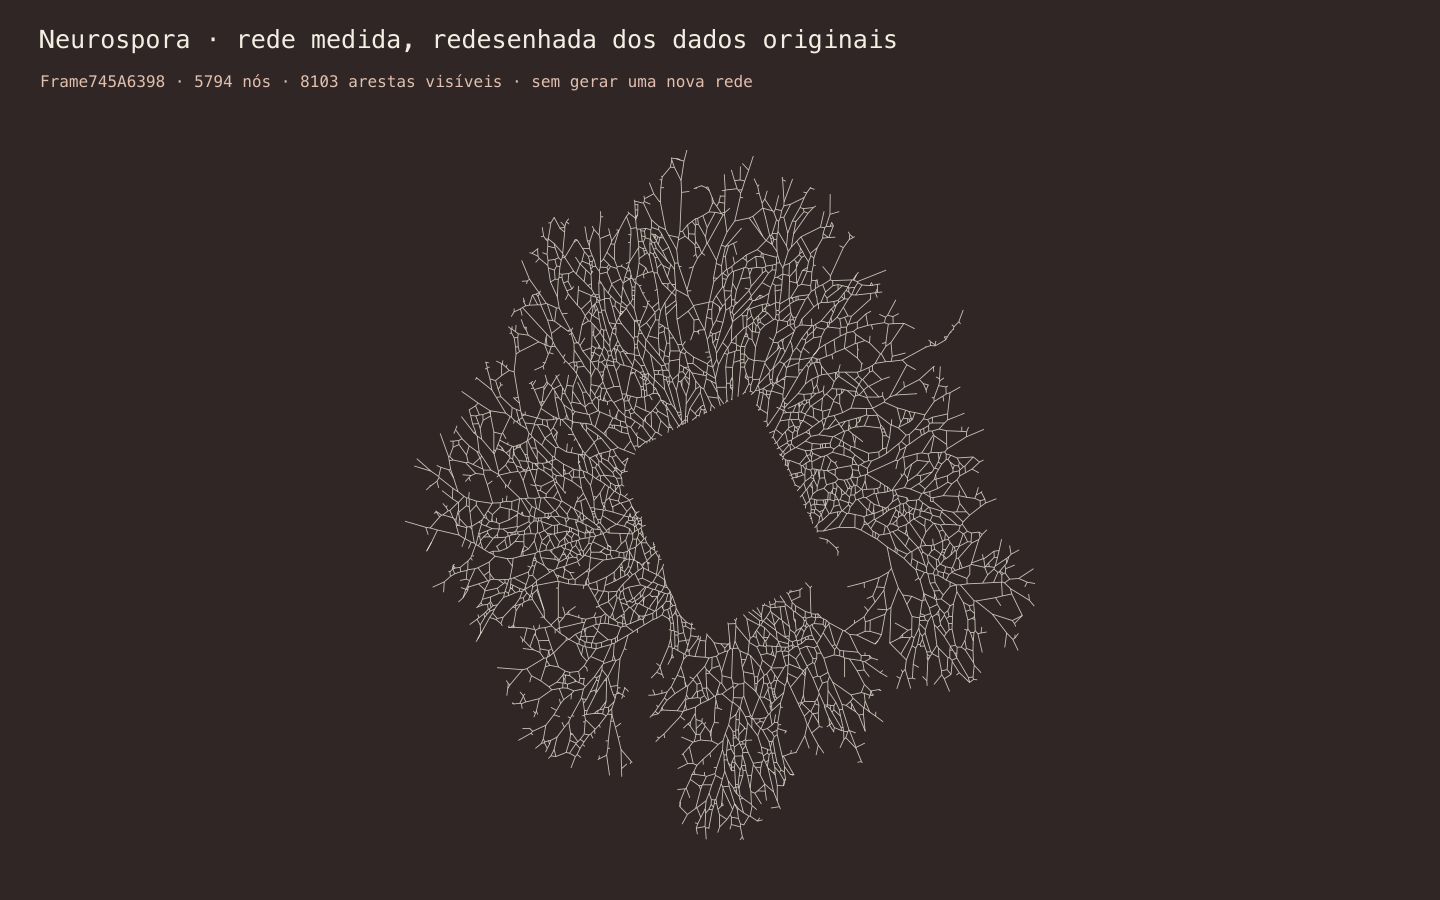 Neurospora · rede medida, redesenhada dos dados originais
Frame745A6398 · 5794 nós · 8103 arestas visíveis · sem gerar uma nova rede